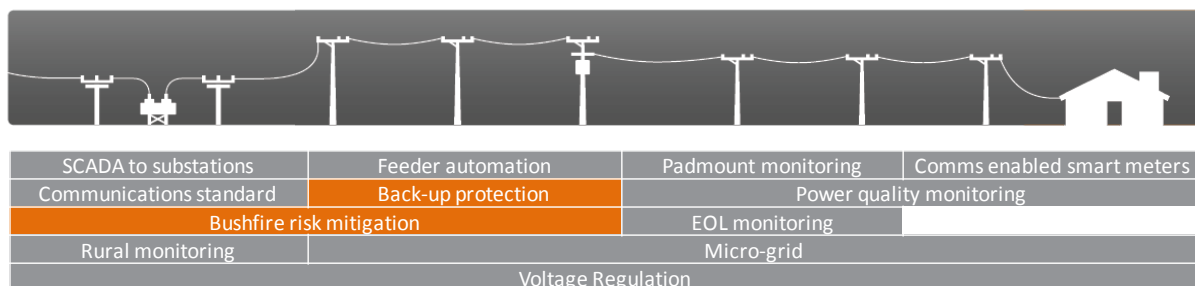 SCADA to substations Feeder automation Padmount monitoring Comms enabled smart meters
Communications standard Back-up protection Power quality monitoring
Bushfire risk mitigation EOL monitoring
Rural monitoring Micro-grid
Voltage Regulation